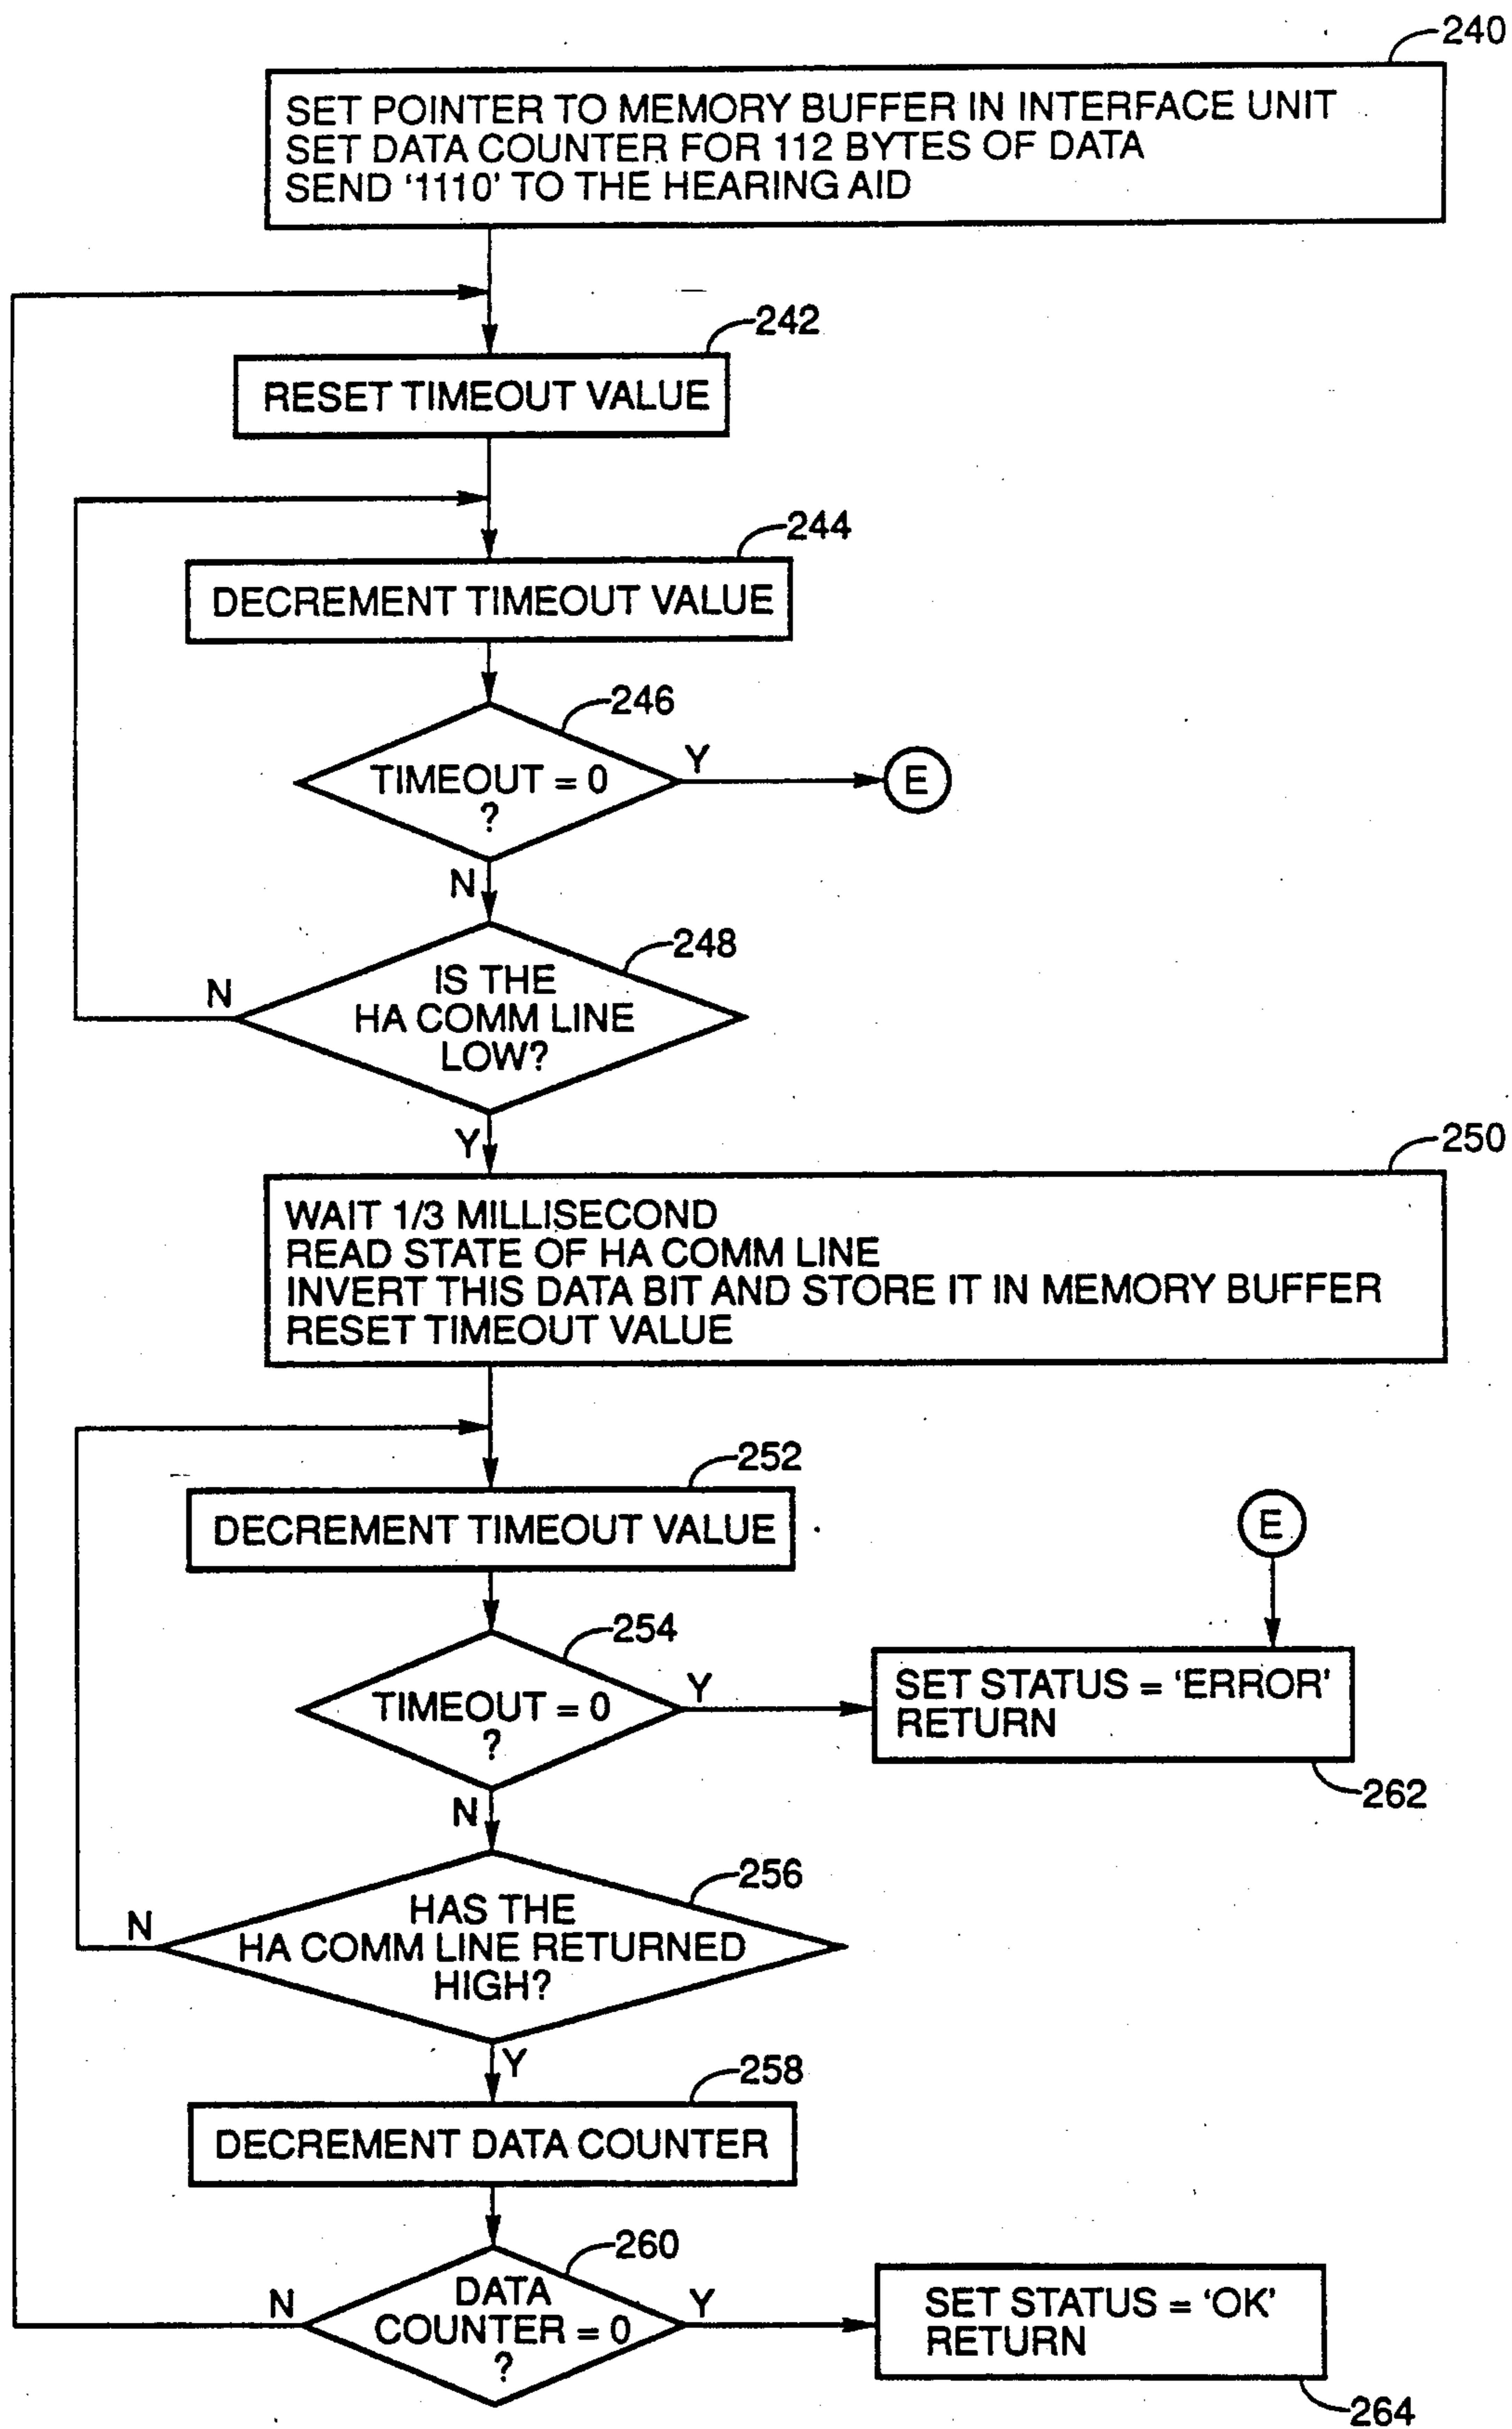 240
SET POINTER TO MEMORY BUFFER IN INTERFACE UNIT
SET DATA COUNTER FOR 112 BYTES OF DATA
SEND ‘1110’ TO THE HEARING AID
242
RESET TIMEOUT VALUE
244
DECREMENT TIMEOUT VALUE
246
TIMEOUT = 0
?
Y
E
N
248
IS THE
HA COMM LINE
LOW?
N
Y
250
WAIT 1/3 MILLISECOND
READ STATE OF HA COMM LINE
INVERT THIS DATA BIT AND STORE IT IN MEMORY BUFFER
RESET TIMEOUT VALUE
252
DECREMENT TIMEOUT VALUE
E
254
TIMEOUT = 0
?
Y
SET STATUS = ‘ERROR’
RETURN
262
N
256
HAS THE
HA COMM LINE RETURNED
HIGH?
N
Y
258
DECREMENT DATA COUNTER
260
DATA
COUNTER = 0
?
N
Y
SET STATUS = ‘OK’
RETURN
264